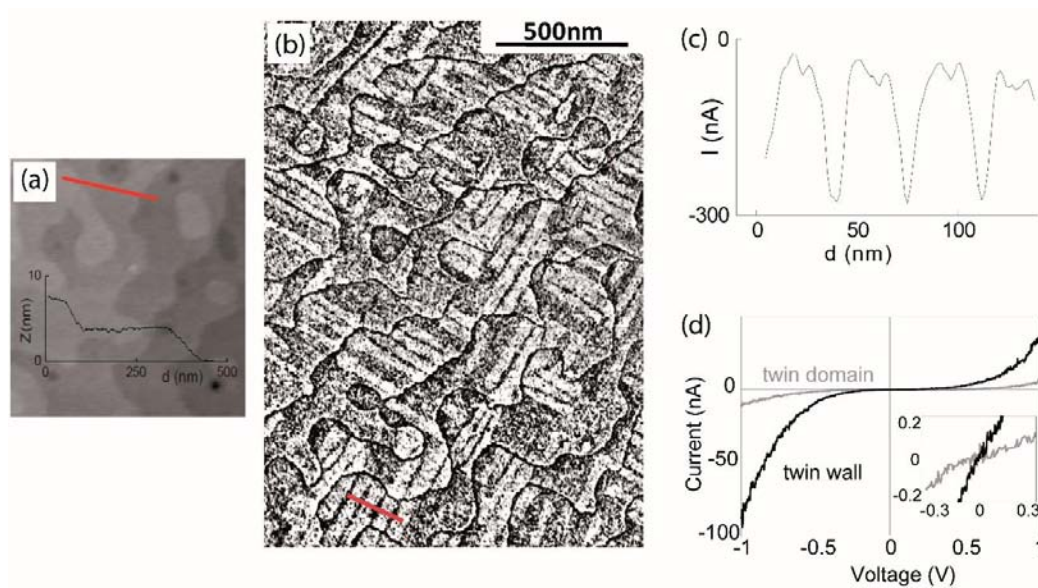 (a)
10
Z(nm)
0
0
250
500
d (nm)
(b)
500nm
(c)
0
I (nA)
-300
0
50
100
d (nm)
(d)
twin domain
0
Current (nA)
-50
-100
twin wall
0.2
0
-0.2
-0.3
0
0.3
-1
-0.5
0
0.5
1
Voltage (V)